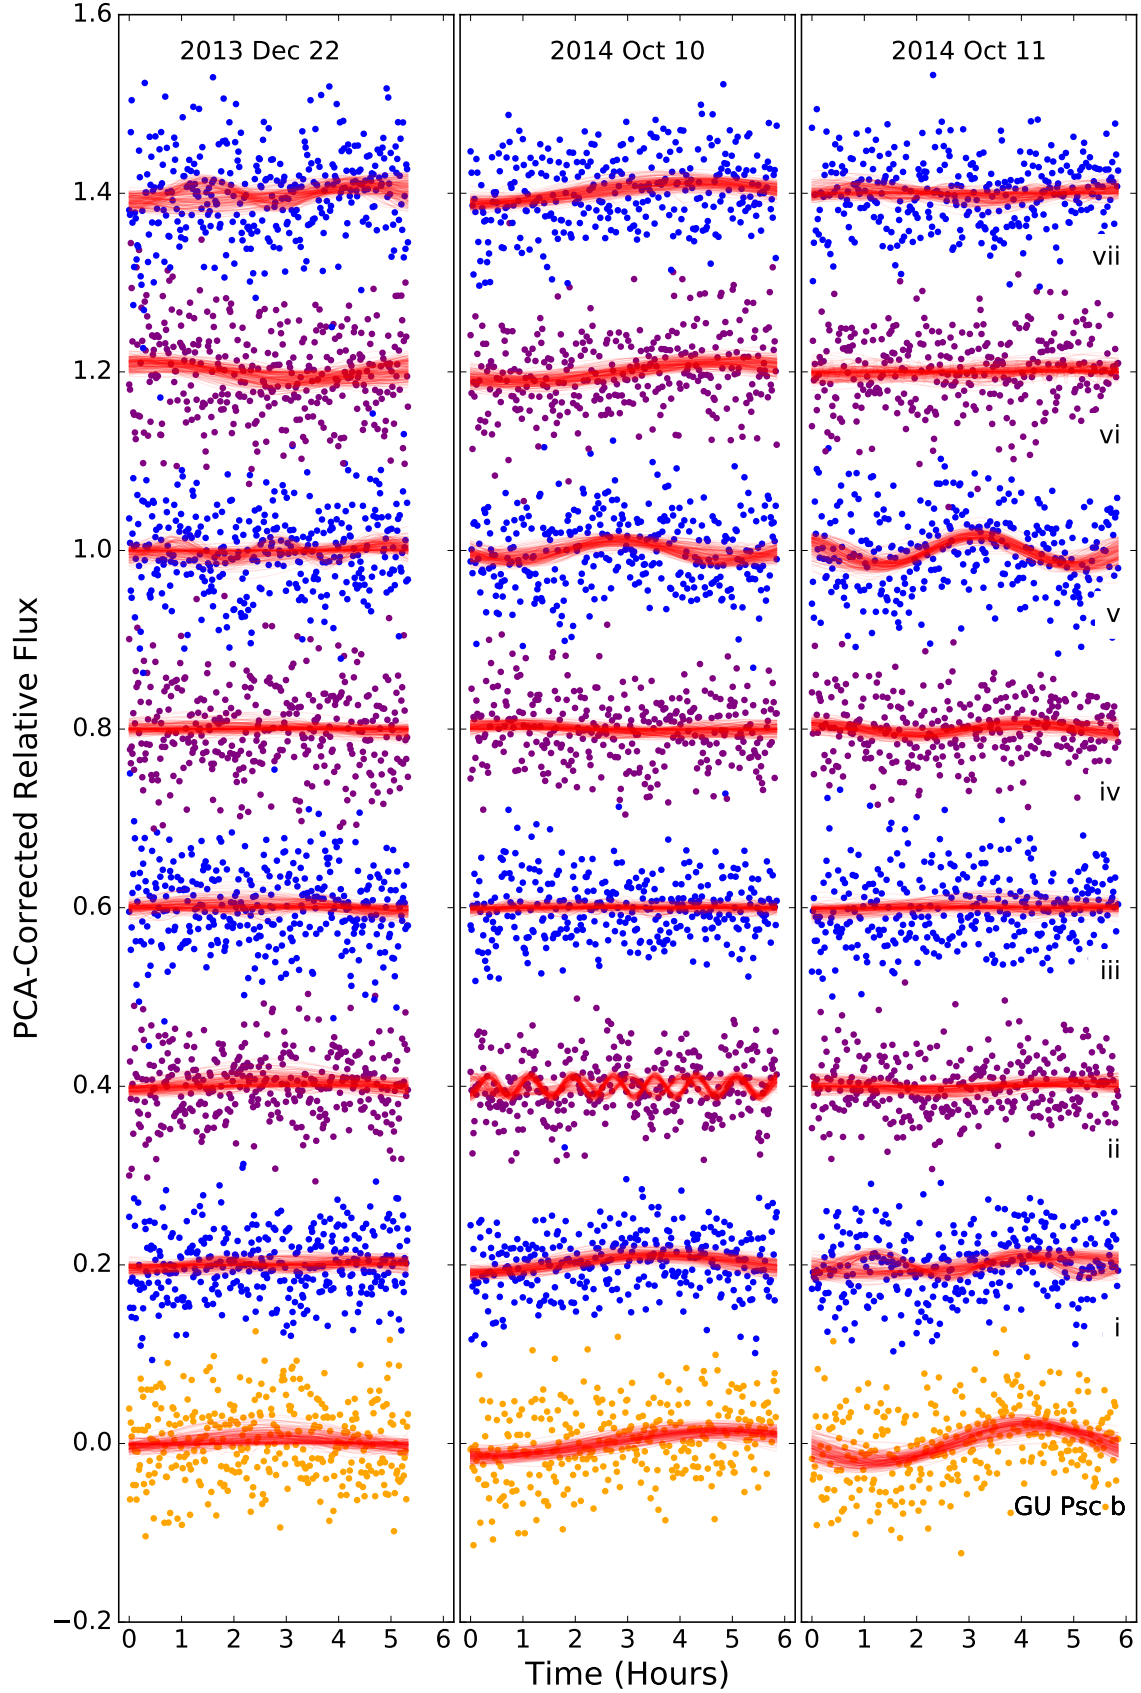 2013 Dec 22
2014 Oct 10
2014 Oct 11
PCA-Corrected Relative Flux
1.6
1.4
1.2
1.0
0.8
0.6
0.4
0.2
0.0
−0.2
vii
vi
v
iv
iii
ii
i
GU Psc b
0 1 2 3 4 5 6
0 1 2 3 4 5 6
0 1 2 3 4 5 6
Time (Hours)